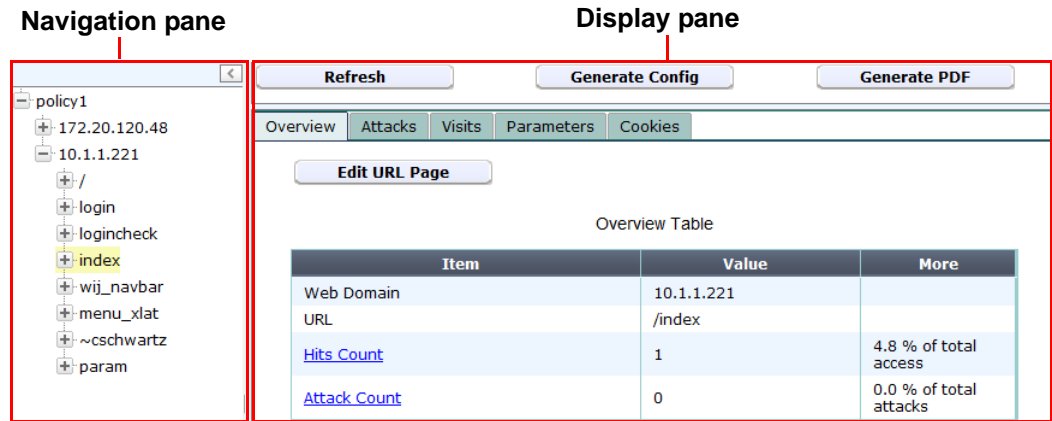 Navigation pane
Display pane
<
policy1
172.20.120.48
10.1.1.221
/
login
logincheck
index
wij_navbar
menu_xlat
~cschwartz
param
Refresh
Generate Config
Generate PDF
Overview
Attacks
Visits
Parameters
Cookies
Edit URL Page
Overview Table
Item Value More
Web Domain 10.1.1.221
URL /index
Hits Count 1 4.8 % of total
access
Attack Count 0 0.0 % of total
attacks